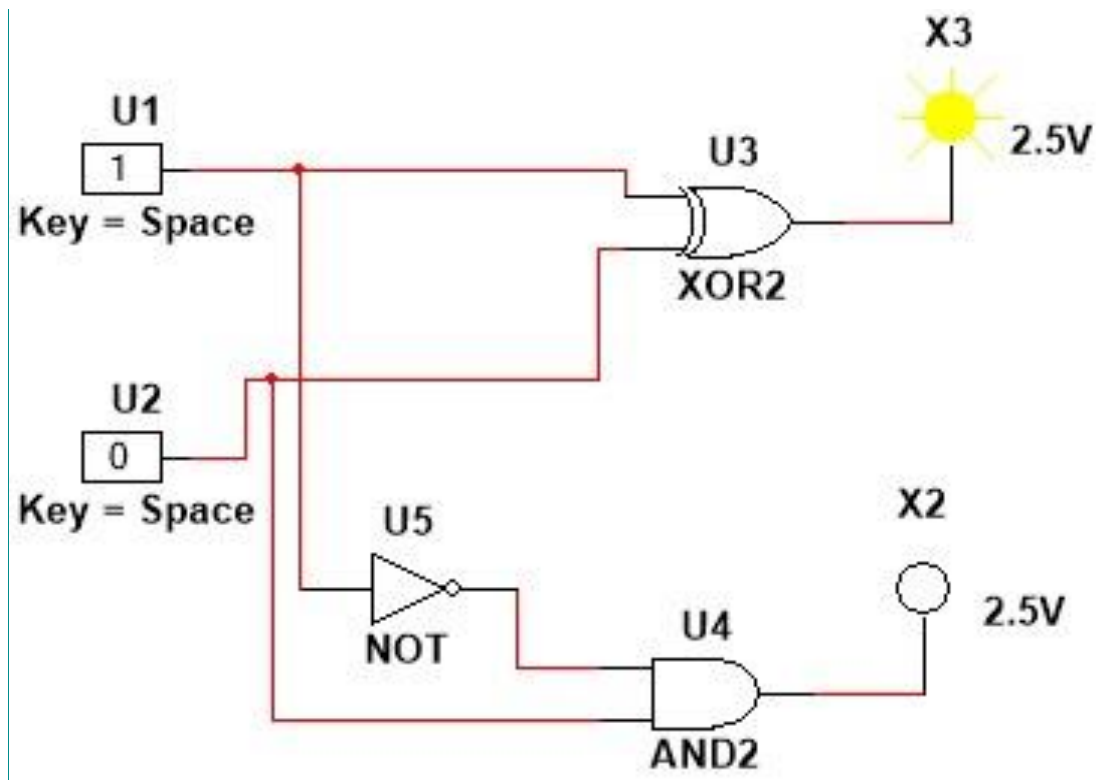 X3
U1
1
2.5V
Key = Space
U3
XOR2
U2
0
Key = Space
U5
X2
NOT
U4
2.5V
AND2